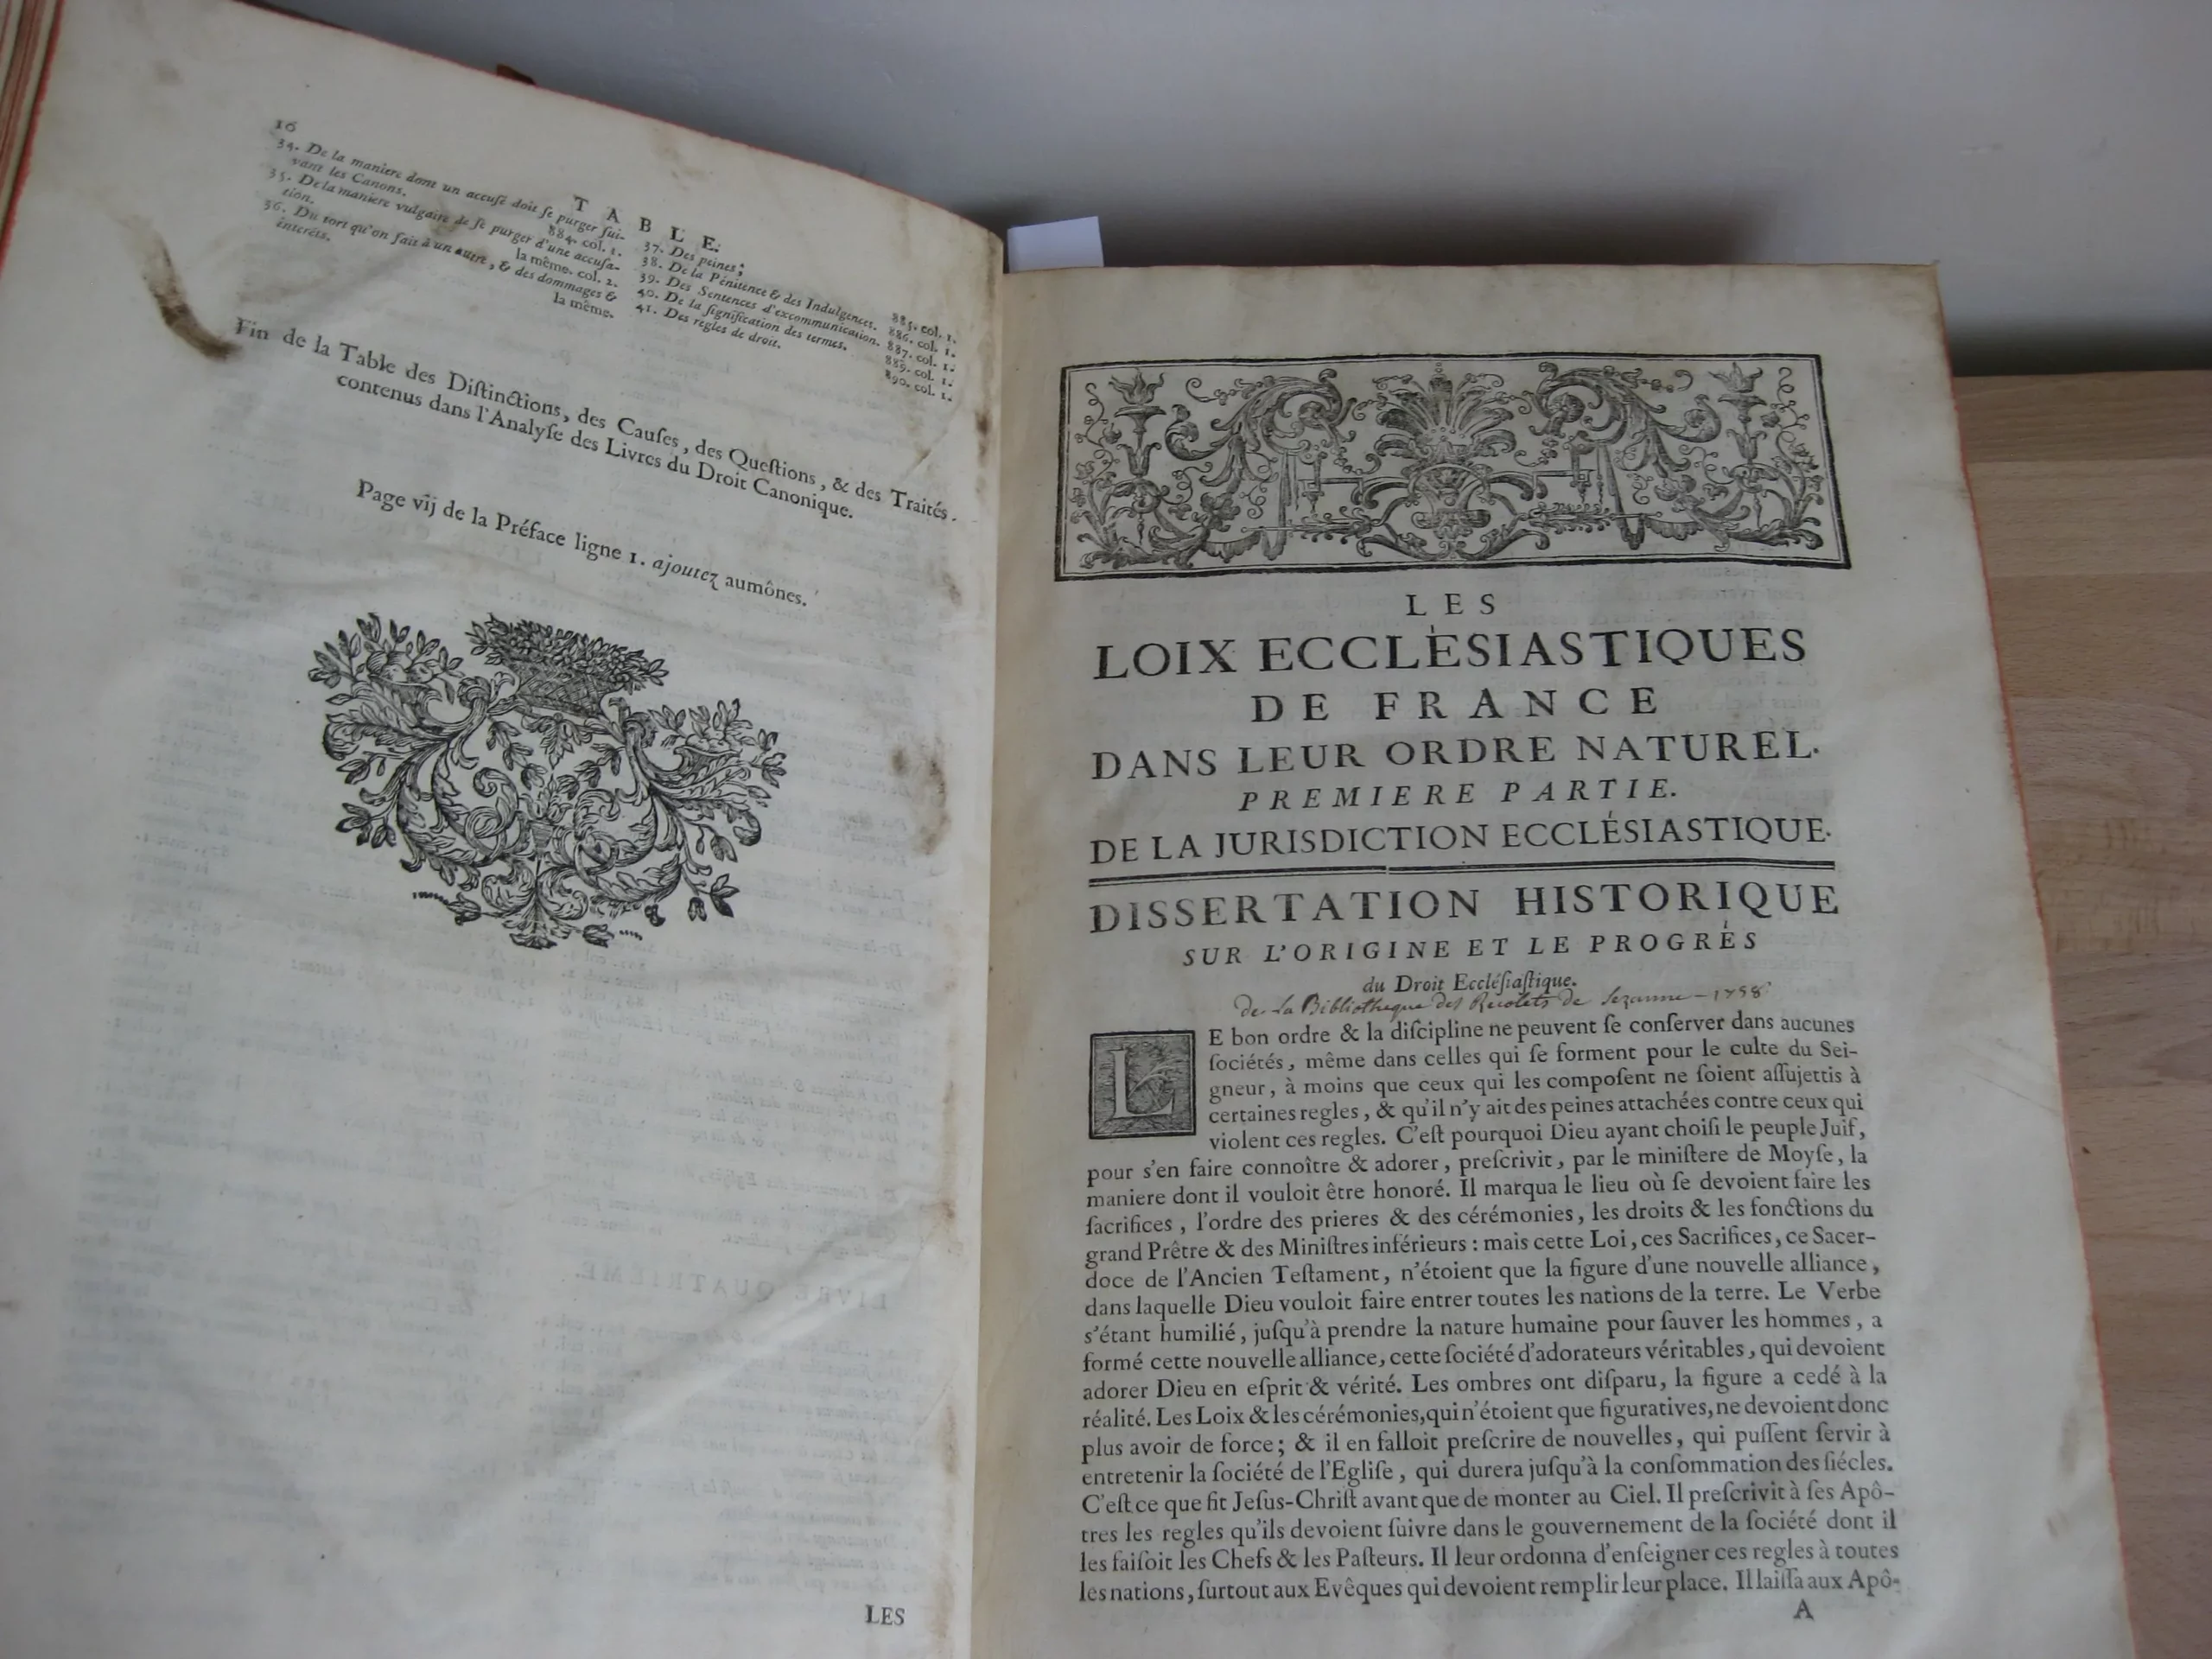 16
TABLE.
34. De la maniere dont un accuſé doit ſe purger ſui-
vant les Canons. 884. col. 1.
35. De la maniere vulgaire de ſe purger d'une accuſa-
tion. la même. col. 2.
36. Du tort qu'on fait à un autre, & des dommages &
interêts. la même.
37. Des peines; 885. col. 1.
38. De la Pénitence & des Indulgences. 886. col. 1.
39. Des Sentences d'excommunication. 887. col. 1.
40. De la ſignification des termes. 889. col. 1.
41. Des regles de droit. 890. col. 1.
Fin de la Table des Diſtinctions, des Cauſes, des Queſtions, & des Traités.
contenus dans l'Analyſe des Livres du Droit Canonique.
Page vij de la Préface ligne 1. ajoutez aumônes.
LES
LES
LOIX ECCLÉSIASTIQUES
DE FRANCE
DANS LEUR ORDRE NATUREL.
PREMIERE PARTIE.
DE LA JURISDICTION ECCLÉSIASTIQUE.
DISSERTATION HISTORIQUE
SUR L'ORIGINE ET LE PROGRÉS
du Droit Eccléſiaſtique.
de La Bibliotheque des Recolets de Sezanne - 1758
LE bon ordre & la diſcipline ne peuvent ſe conſerver dans aucunes
ſociétés, même dans celles qui ſe forment pour le culte du Sei-
gneur, à moins que ceux qui les compoſent ne ſoient aſſujettis à
certaines regles, & qu'il n'y ait des peines attachées contre ceux qui
violent ces regles. C'eſt pourquoi Dieu ayant choiſi le peuple Juif,
pour s'en faire connoître & adorer, preſcrivit, par le miniſtere de Moyſe, la
maniere dont il vouloit être honoré. Il marqua le lieu où ſe devoient faire les
ſacrifices, l'ordre des prieres & des cérémonies, les droits & les fonctions du
grand Prêtre & des Miniſtres inférieurs : mais cette Loi, ces Sacrifices, ce Sacer-
doce de l'Ancien Teſtament, n'étoient que la figure d'une nouvelle alliance,
dans laquelle Dieu vouloit faire entrer toutes les nations de la terre. Le Verbe
s'étant humilié, juſqu'à prendre la nature humaine pour ſauver les hommes, a
formé cette nouvelle alliance, cette ſociété d'adorateurs véritables, qui devoient
adorer Dieu en eſprit & vérité. Les ombres ont diſparu, la figure a cedé à la
réalité. Les Loix & les cérémonies, qui n'étoient que figuratives, ne devoient donc
plus avoir de force; & il en falloit preſcrire de nouvelles, qui puſſent ſervir à
entretenir la ſociété de l'Egliſe, qui durera juſqu'à la conſommation des ſiécles.
C'eſt ce que fit Jeſus-Chriſt avant que de monter au Ciel. Il preſcrivit à ſes Apô-
tres les regles qu'ils devoient ſuivre dans le gouvernement de la ſociété dont il
les faiſoit les Chefs & les Paſteurs. Il leur ordonna d'enſeigner ces regles à toutes
les nations, ſurtout aux Evêques qui devoient remplir leur place. Il laiſſa aux Apô-
A